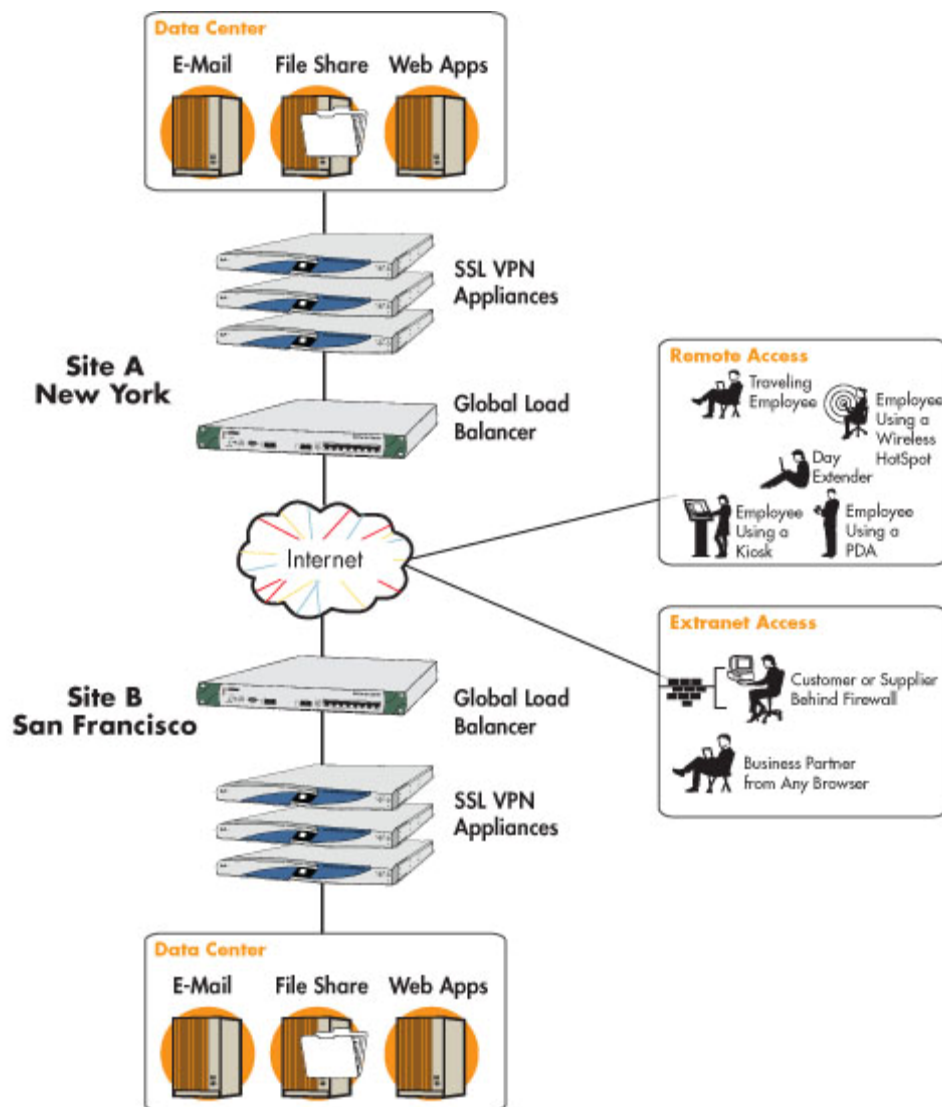 Data Center
E-Mail
File Share
Web Apps
SSL VPN
Appliances
Site A
New York
Global Load
Balancer
Internet
Remote Access
Traveling
Employee
Employee
Using a
Wireless
HotSpot
Day
Extender
Employee
Using a
Kiosk
Employee
Using a
PDA
Extranet Access
Customer or Supplier
Behind Firewall
Business Partner
from Any Browser
Site B
San Francisco
Global Load
Balancer
SSL VPN
Appliances
Data Center
E-Mail
File Share
Web Apps